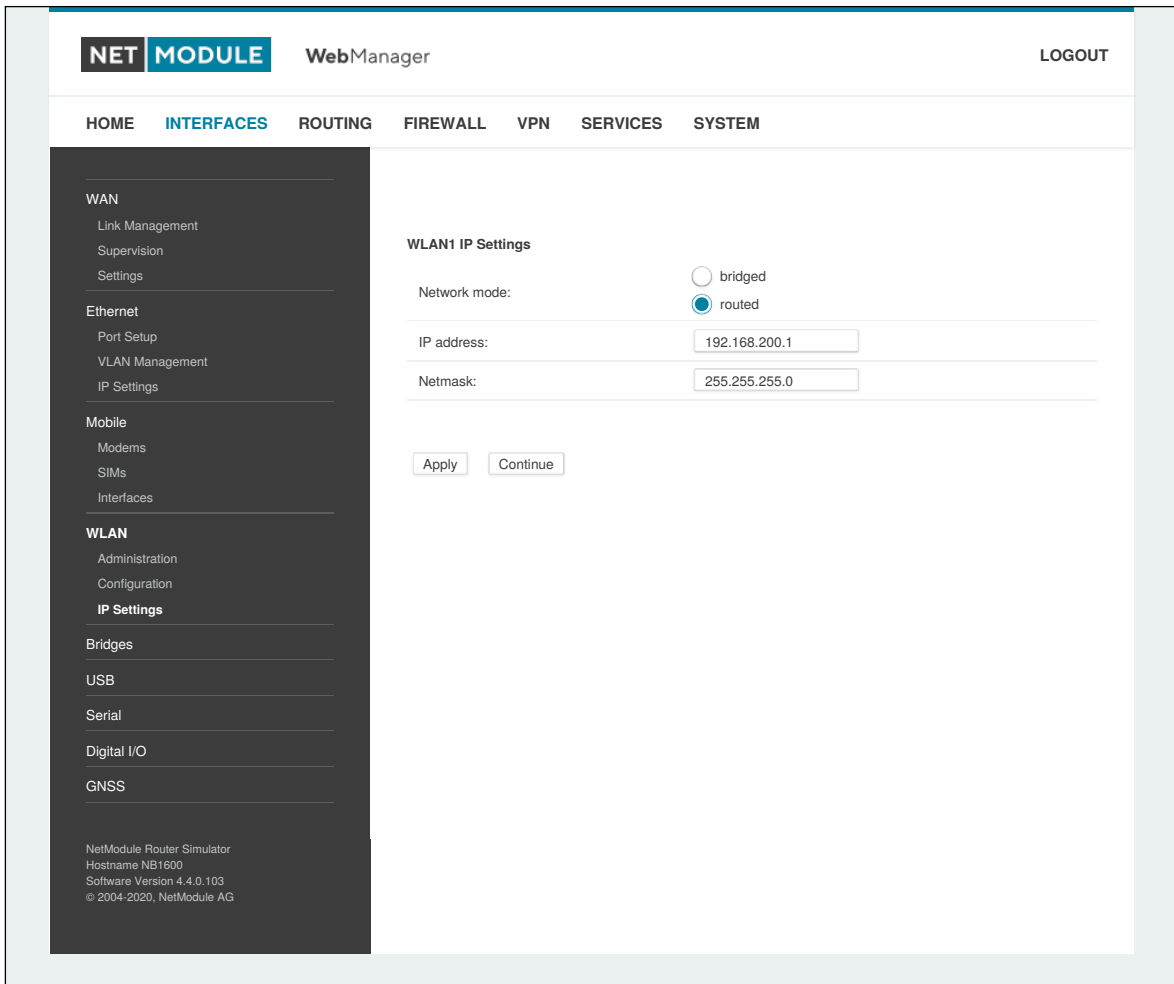 NET MODULE WebManager LOGOUT
HOME INTERFACES ROUTING FIREWALL VPN SERVICES SYSTEM
WAN
Link Management
Supervision
Settings
Ethernet
Port Setup
VLAN Management
IP Settings
Mobile
Modems
SIMs
Interfaces
WLAN
Administration
Configuration
IP Settings
Bridges
USB
Serial
Digital I/O
GNSS
NetModule Router Simulator
Hostname NB1600
Software Version 4.4.0.103
© 2004-2020, NetModule AG
WLAN1 IP Settings
Network mode:
bridged
routed
IP address: 192.168.200.1
Netmask: 255.255.255.0
Apply Continue